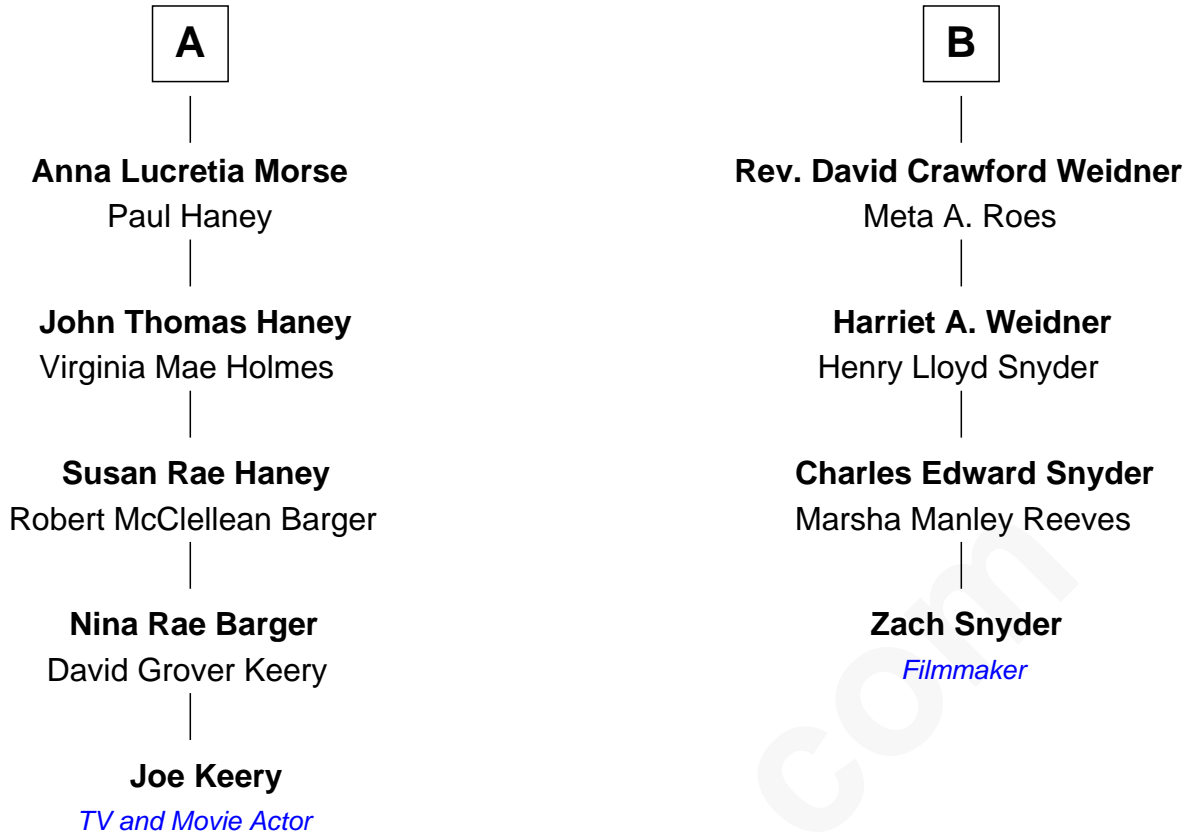 A
Anna Lucretia Morse
Paul Haney
John Thomas Haney
Virginia Mae Holmes
Susan Rae Haney
Robert McClellean Barger
Nina Rae Barger
David Grover Keery
Joe Keery
TV and Movie Actor
B
Rev. David Crawford Weidner
Meta A. Roes
Harriet A. Weidner
Henry Lloyd Snyder
Charles Edward Snyder
Marsha Manley Reeves
Zach Snyder
Filmmaker
com